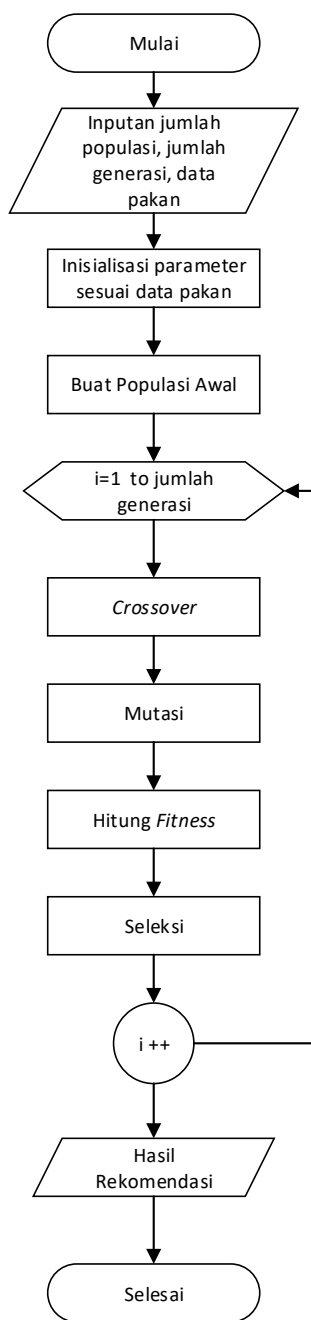 Mulai
Inputan jumlah
populasi, jumlah
generasi, data
pakan
Inisialisasi parameter
sesuai data pakan
Buat Populasi Awal
i=1 to jumlah
generasi
Crossover
Mutasi
Hitung Fitness
Seleksi
i ++
Hasil
Rekomendasi
Selesai